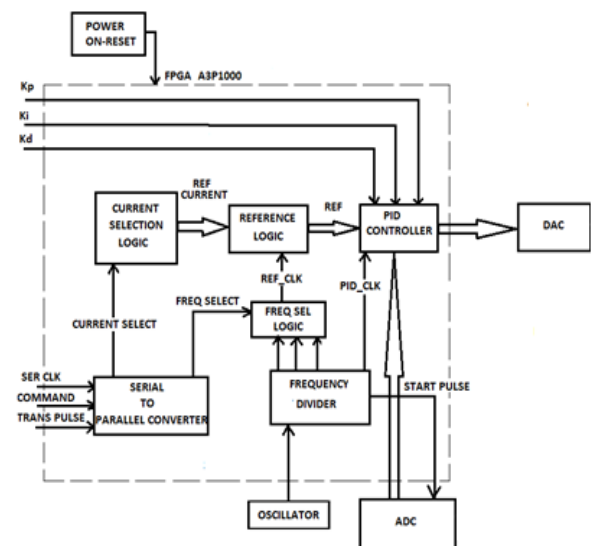 POWER
ON-RESET
FPGA A3P1000
Kp
Ki
Kd
REF
CURRENT
CURRENT
SELECTION
LOGIC
REFERENCE
LOGIC
REF
PID
CONTROLLER
DAC
REF_CLK
PID_CLK
FREQ SELECT
FREQ SEL
LOGIC
CURRENT SELECT
SER CLK
COMMAND
TRANS PULSE
SERIAL
TO
PARALLEL CONVERTER
FREQUENCY
DIVIDER
START PULSE
OSCILLATOR
ADC